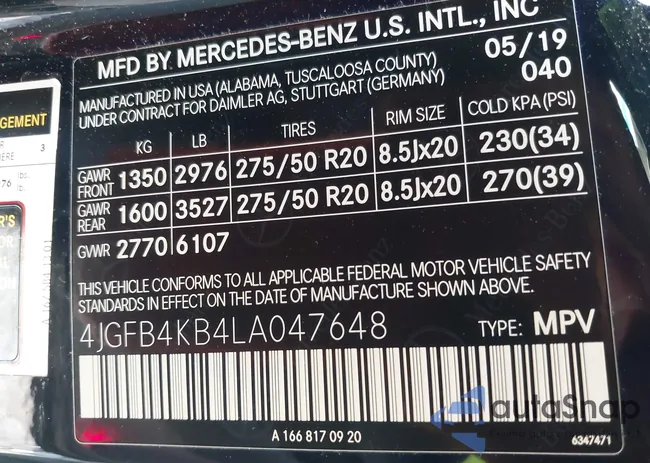 MFD BY MERCEDES-BENZ U.S. INTL., INC
05/19
MANUFACTURED IN USA (ALABAMA, TUSCALOOSA COUNTY)
UNDER CONTRACT FOR DAIMLER AG, STUTTGART (GERMANY)
040
KG LB TIRES RIM SIZE COLD KPA (PSI)
GAWR FRONT 1350 2976 275/50 R20 8.5Jx20 230(34)
GAWR REAR 1600 3527 275/50 R20 8.5Jx20 270(39)
GVWR 2770 6107
THIS VEHICLE CONFORMS TO ALL APPLICABLE FEDERAL MOTOR VEHICLE SAFETY
STANDARDS IN EFFECT ON THE DATE OF MANUFACTURE SHOWN ABOVE.
4JGFB4KB4LA047648 TYPE: MPV
A 166 817 09 20
6347471
AGEMENT
3
autoSnap